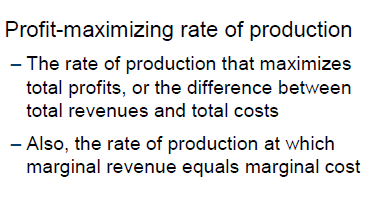 Profit-maximizing rate of production
– The rate of production that maximizes
total profits, or the difference between
total revenues and total costs
– Also, the rate of production at which
marginal revenue equals marginal cost